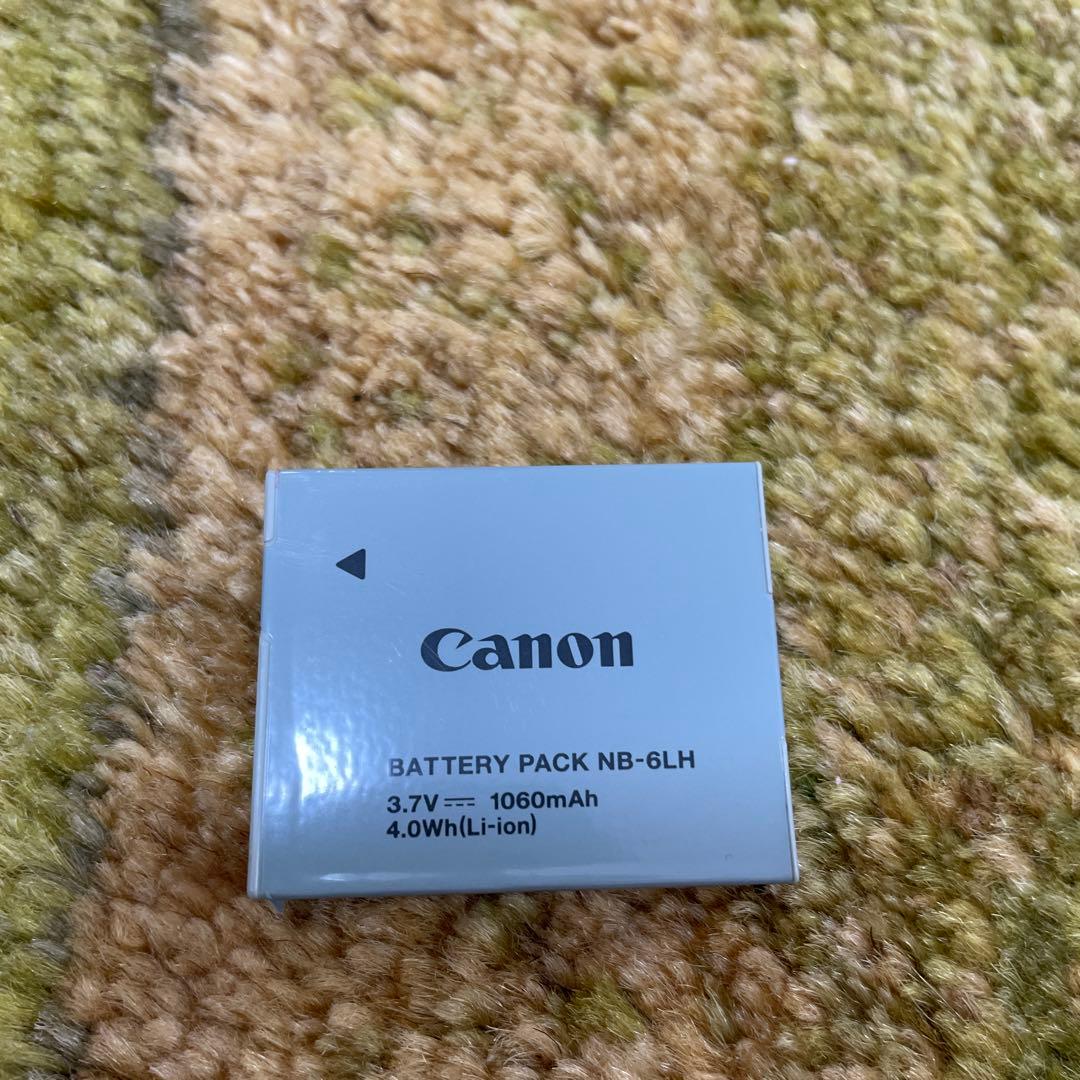 Canon
BATTERY PACK NB-6LH
3.7V⎓ 1060mAh
4.0Wh(Li-ion)